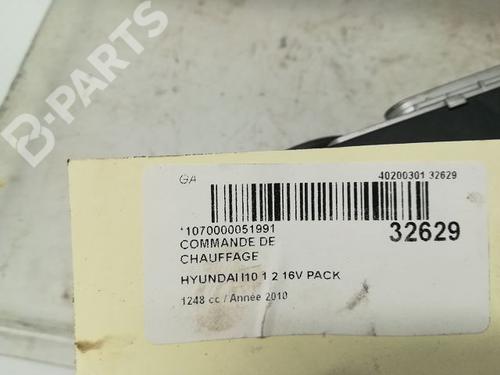 B-PARTS
GA
40200301 32629
*1070000051991
32629
COMMANDE DE
CHAUFFAGE
HYUNDAI I10 1 2 16V PACK
1248 cc / Année 2010